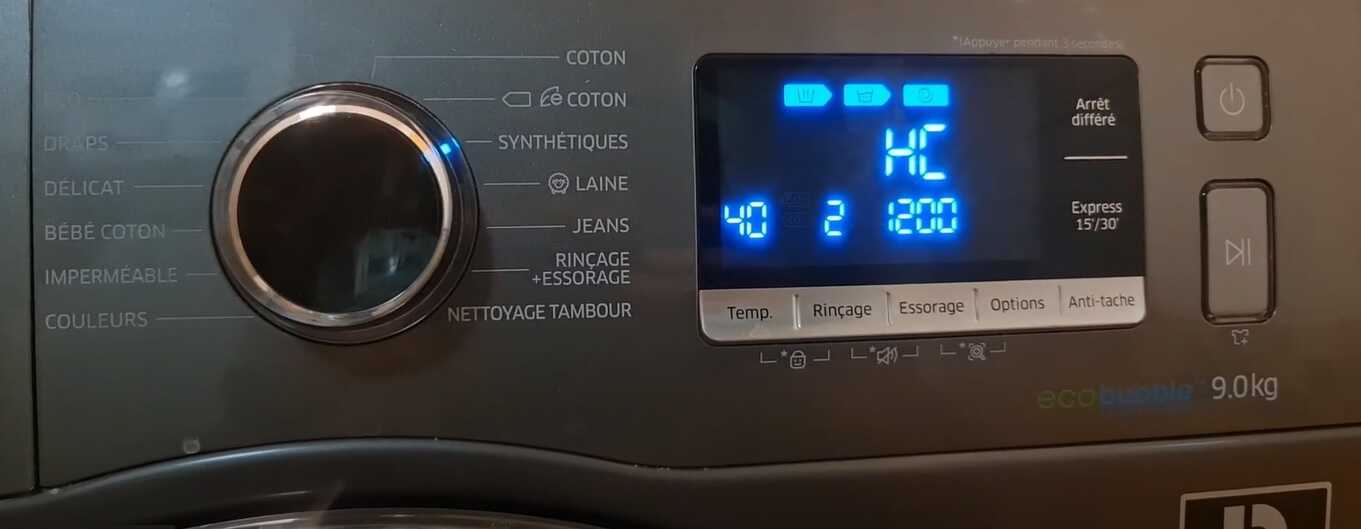 *(Appuyer pendant 3 secondes)
COTON
COTON
SYNTHÉTIQUES
LAINE
JEANS
RINÇAGE
+ESSORAGE
NETTOYAGE TAMBOUR
ECO
DRAPS
DÉLICAT
BÉBÉ COTON
IMPERMÉABLE
COULEURS
HC
40 2 1200
Arrêt
différé
Express
15'/30'
Temp. Rinçage Essorage Options Anti-tache
* * *
ecobubble 9.0kg